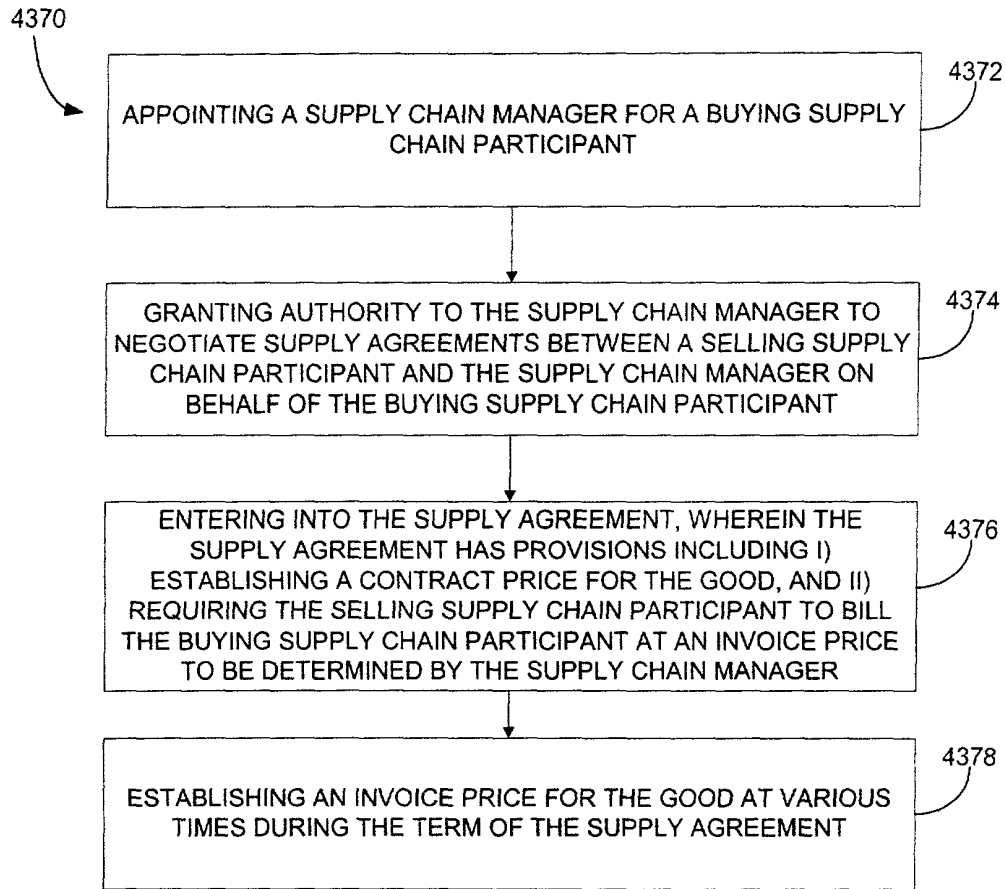 4370
4372
APPOINTING A SUPPLY CHAIN MANAGER FOR A BUYING SUPPLY
CHAIN PARTICIPANT
4374
GRANTING AUTHORITY TO THE SUPPLY CHAIN MANAGER TO
NEGOTIATE SUPPLY AGREEMENTS BETWEEN A SELLING SUPPLY
CHAIN PARTICIPANT AND THE SUPPLY CHAIN MANAGER ON
BEHALF OF THE BUYING SUPPLY CHAIN PARTICIPANT
4376
ENTERING INTO THE SUPPLY AGREEMENT, WHEREIN THE
SUPPLY AGREEMENT HAS PROVISIONS INCLUDING I)
ESTABLISHING A CONTRACT PRICE FOR THE GOOD, AND II)
REQUIRING THE SELLING SUPPLY CHAIN PARTICIPANT TO BILL
THE BUYING SUPPLY CHAIN PARTICIPANT AT AN INVOICE PRICE
TO BE DETERMINED BY THE SUPPLY CHAIN MANAGER
4378
ESTABLISHING AN INVOICE PRICE FOR THE GOOD AT VARIOUS
TIMES DURING THE TERM OF THE SUPPLY AGREEMENT